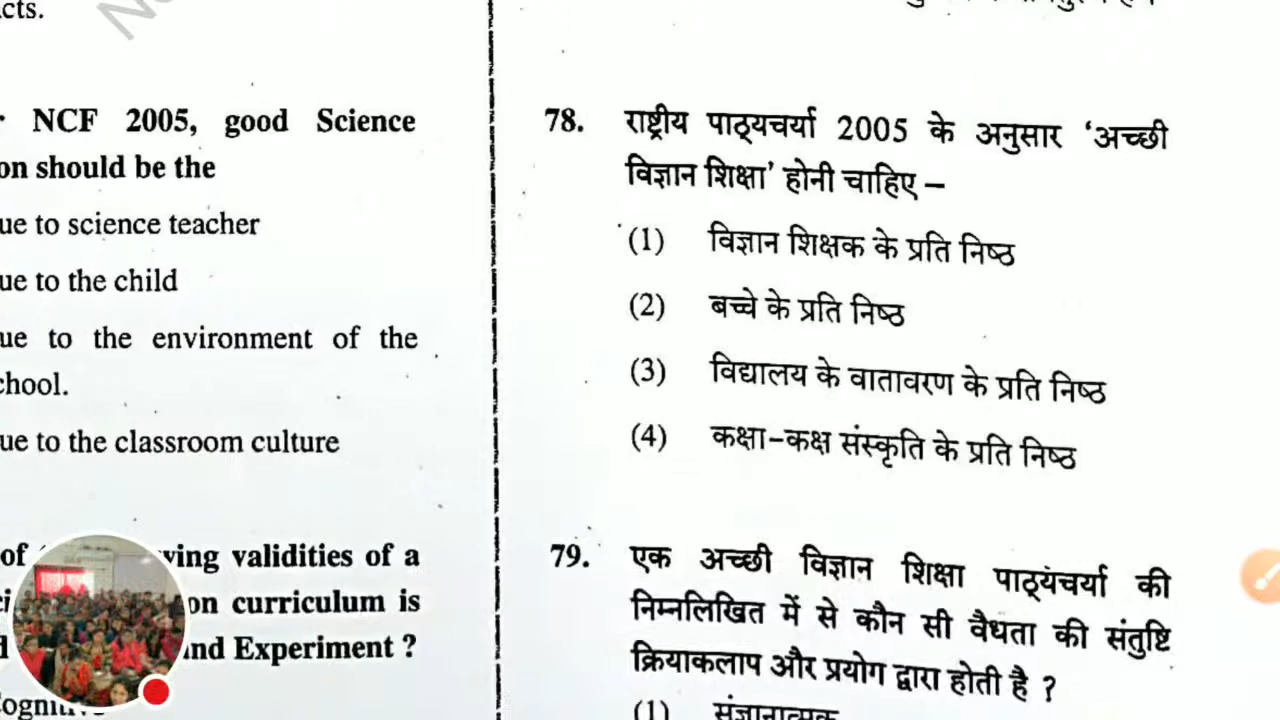 cts.
NCF 2005, good Science
on should be the
ue to science teacher
ue to the child
ue to the environment of the
chool.
ue to the classroom culture
of ving validities of a
on curriculum is
and Experiment ?
78. राष्ट्रीय पाठ्यचर्या 2005 के अनुसार ‘अच्छी
विज्ञान शिक्षा’ होनी चाहिए –
(1) विज्ञान शिक्षक के प्रति निष्ठ
(2) बच्चे के प्रति निष्ठ
(3) विद्यालय के वातावरण के प्रति निष्ठ
(4) कक्षा-कक्ष संस्कृति के प्रति निष्ठ
79. एक अच्छी विज्ञान शिक्षा पाठ्यंचर्या की
निम्नलिखित में से कौन सी वैधता की संतुष्टि
क्रियाकलाप और प्रयोग द्वारा होती है ?
(1) संज्ञानात्मक